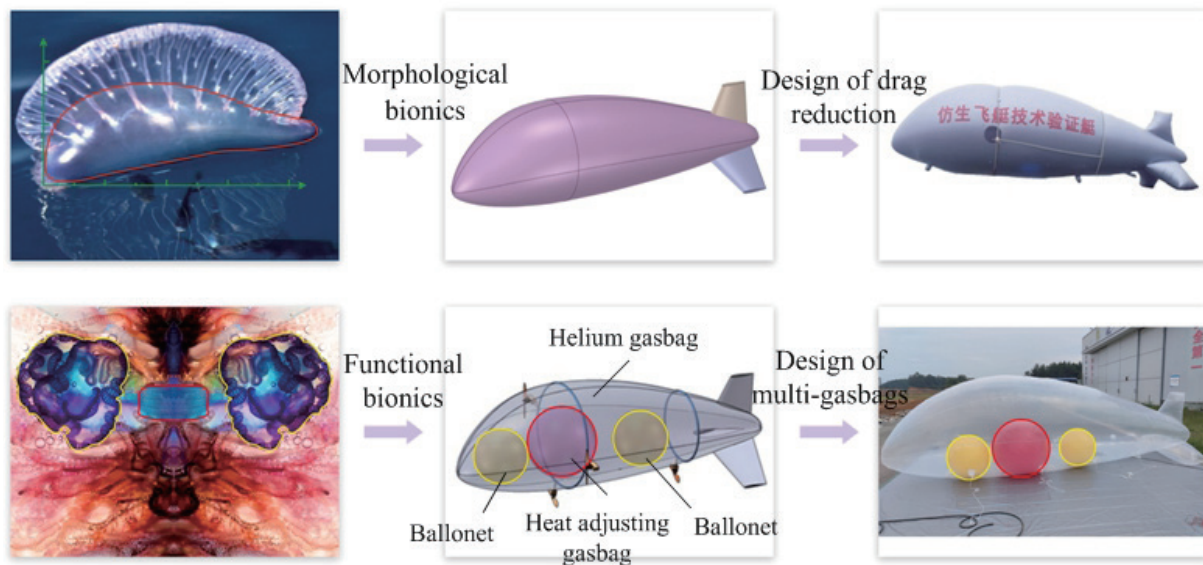 Morphological
bionics
Design of drag
reduction
仿生飞艇技术验证艇
Functional
bionics
Helium gasbag
Ballonet
Heat adjusting
gasbag
Ballonet
Design of
multi-gasbags